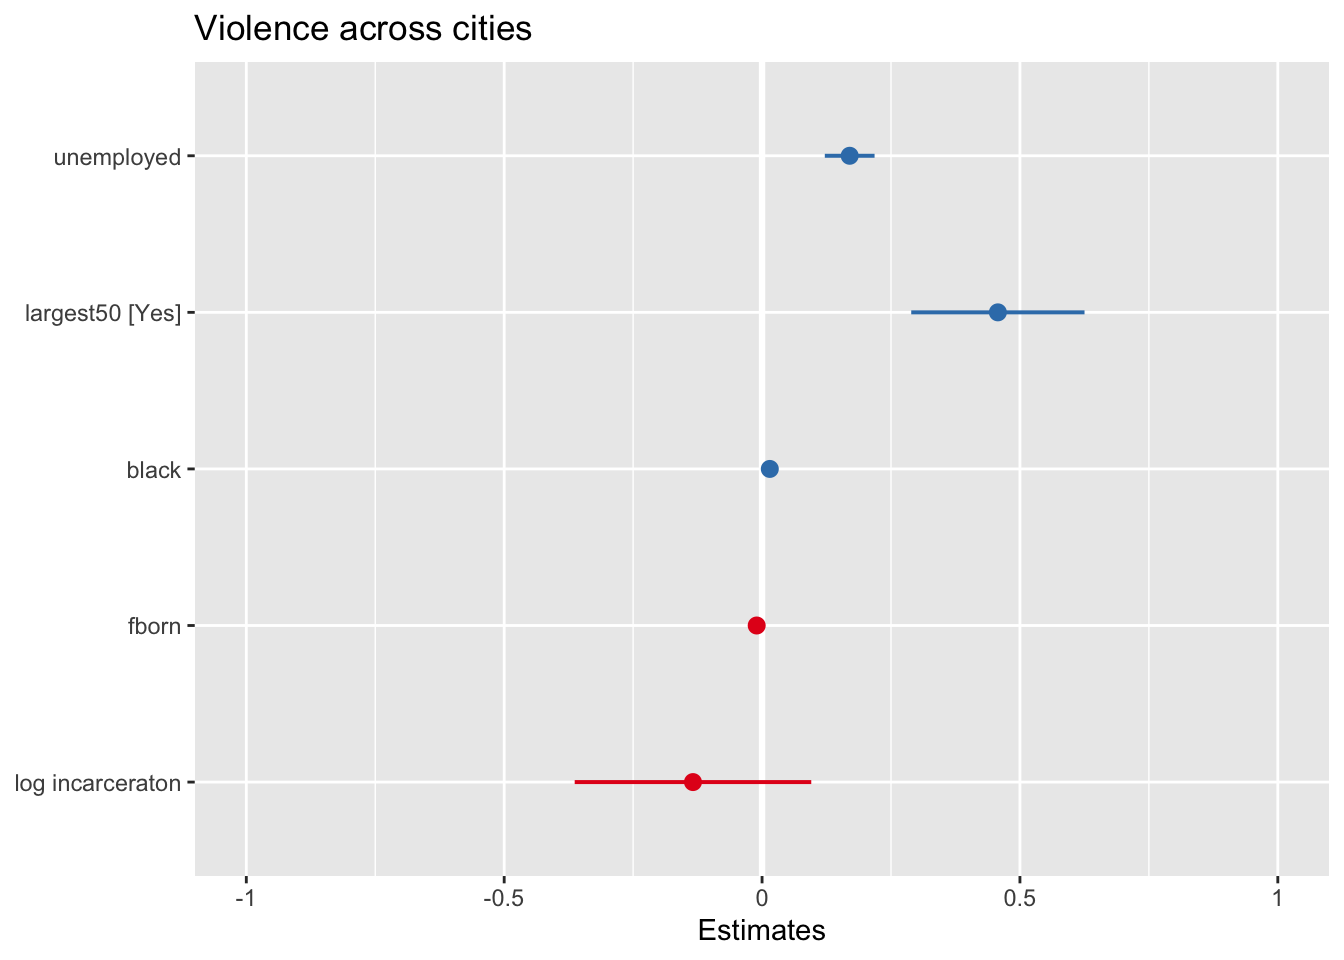 Violence across cities
unemployed
largest50 [Yes]
black
fborn
log incarceraton
-1 -0.5 0 0.5 1
Estimates